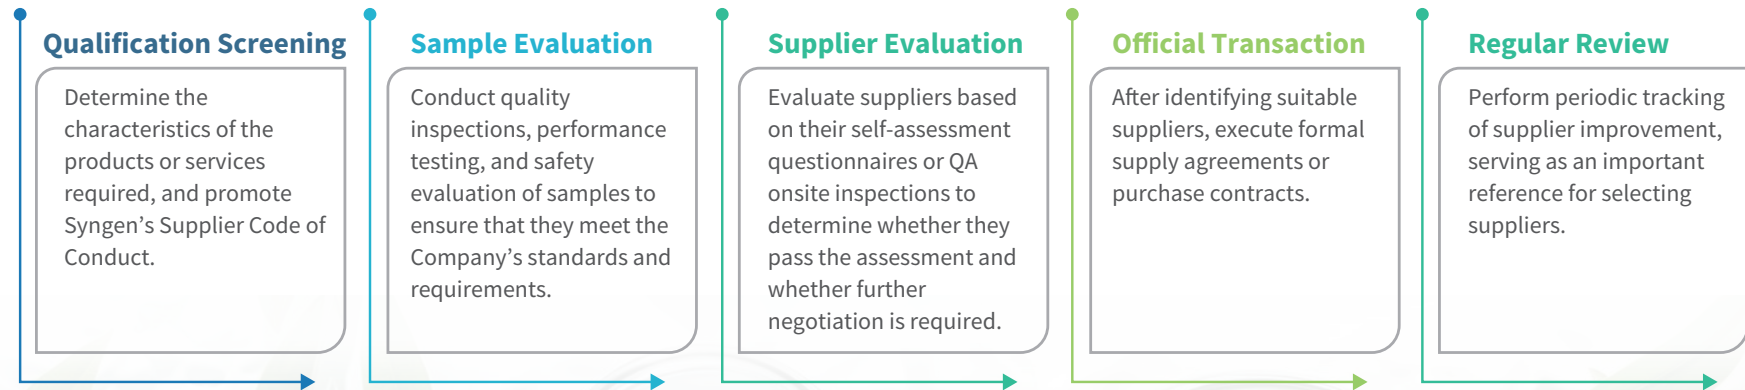 Qualification Screening
Determine the
characteristics of the
products or services
required, and promote
Syngen’s Supplier Code of
Conduct.
Sample Evaluation
Conduct quality
inspections, performance
testing, and safety
evaluation of samples to
ensure that they meet the
Company’s standards and
requirements.
Supplier Evaluation
Evaluate suppliers based
on their self-assessment
questionnaires or QA
onsite inspections to
determine whether they
pass the assessment and
whether further
negotiation is required.
Official Transaction
After identifying suitable
suppliers, execute formal
supply agreements or
purchase contracts.
Regular Review
Perform periodic tracking
of supplier improvement,
serving as an important
reference for selecting
suppliers.